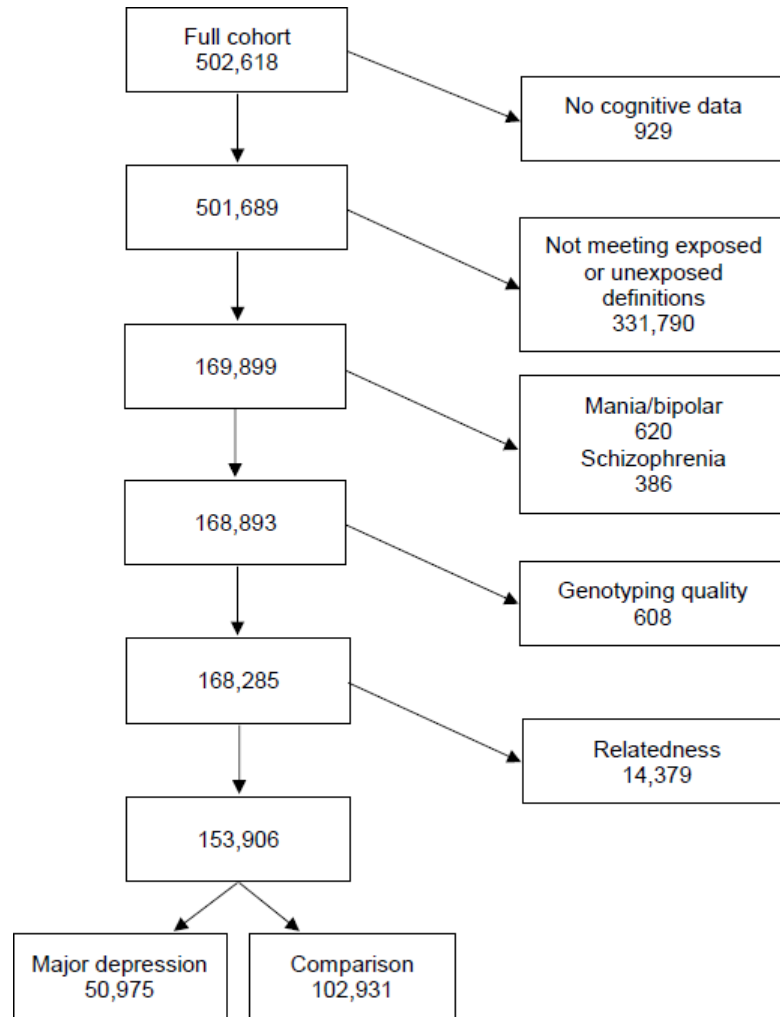 Full cohort
502,618
No cognitive data
929
501,689
Not meeting exposed
or unexposed
definitions
331,790
169,899
Mania/bipolar
620
Schizophrenia
386
168,893
Genotyping quality
608
168,285
Relatedness
14,379
153,906
Major depression
50,975
Comparison
102,931